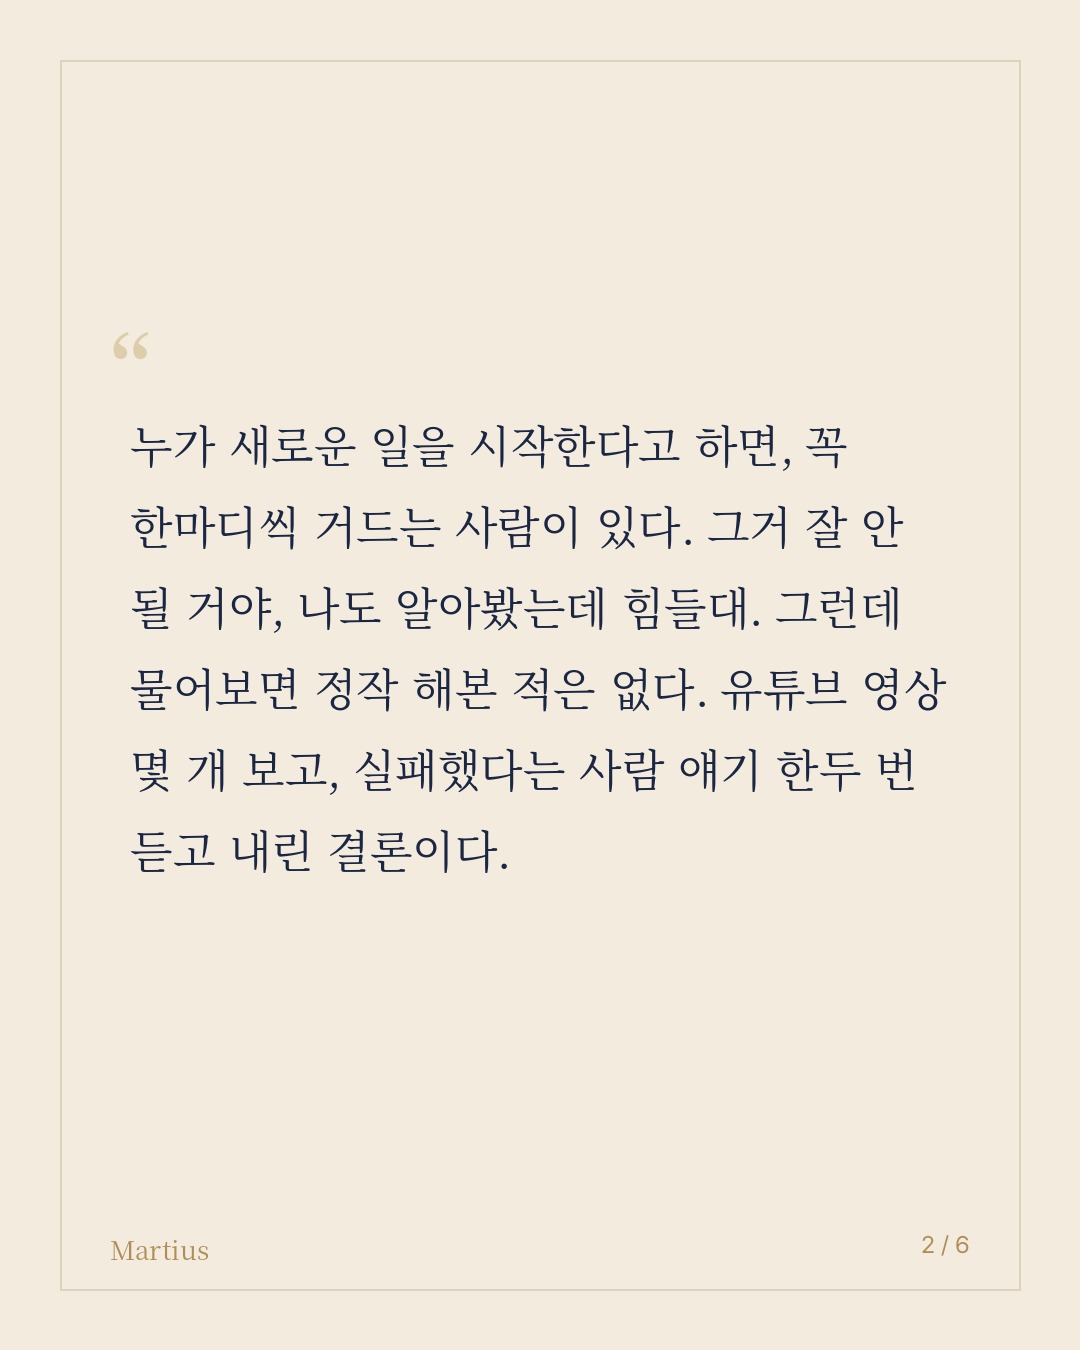 “
누가 새로운 일을 시작한다고 하면, 꼭
한마디씩 거드는 사람이 있다. 그거 잘 안
될 거야, 나도 알아봤는데 힘들대. 그런데
물어보면 정작 해본 적은 없다. 유튜브 영상
몇 개 보고, 실패했다는 사람 얘기 한두 번
듣고 내린 결론이다.
Martius
2 / 6